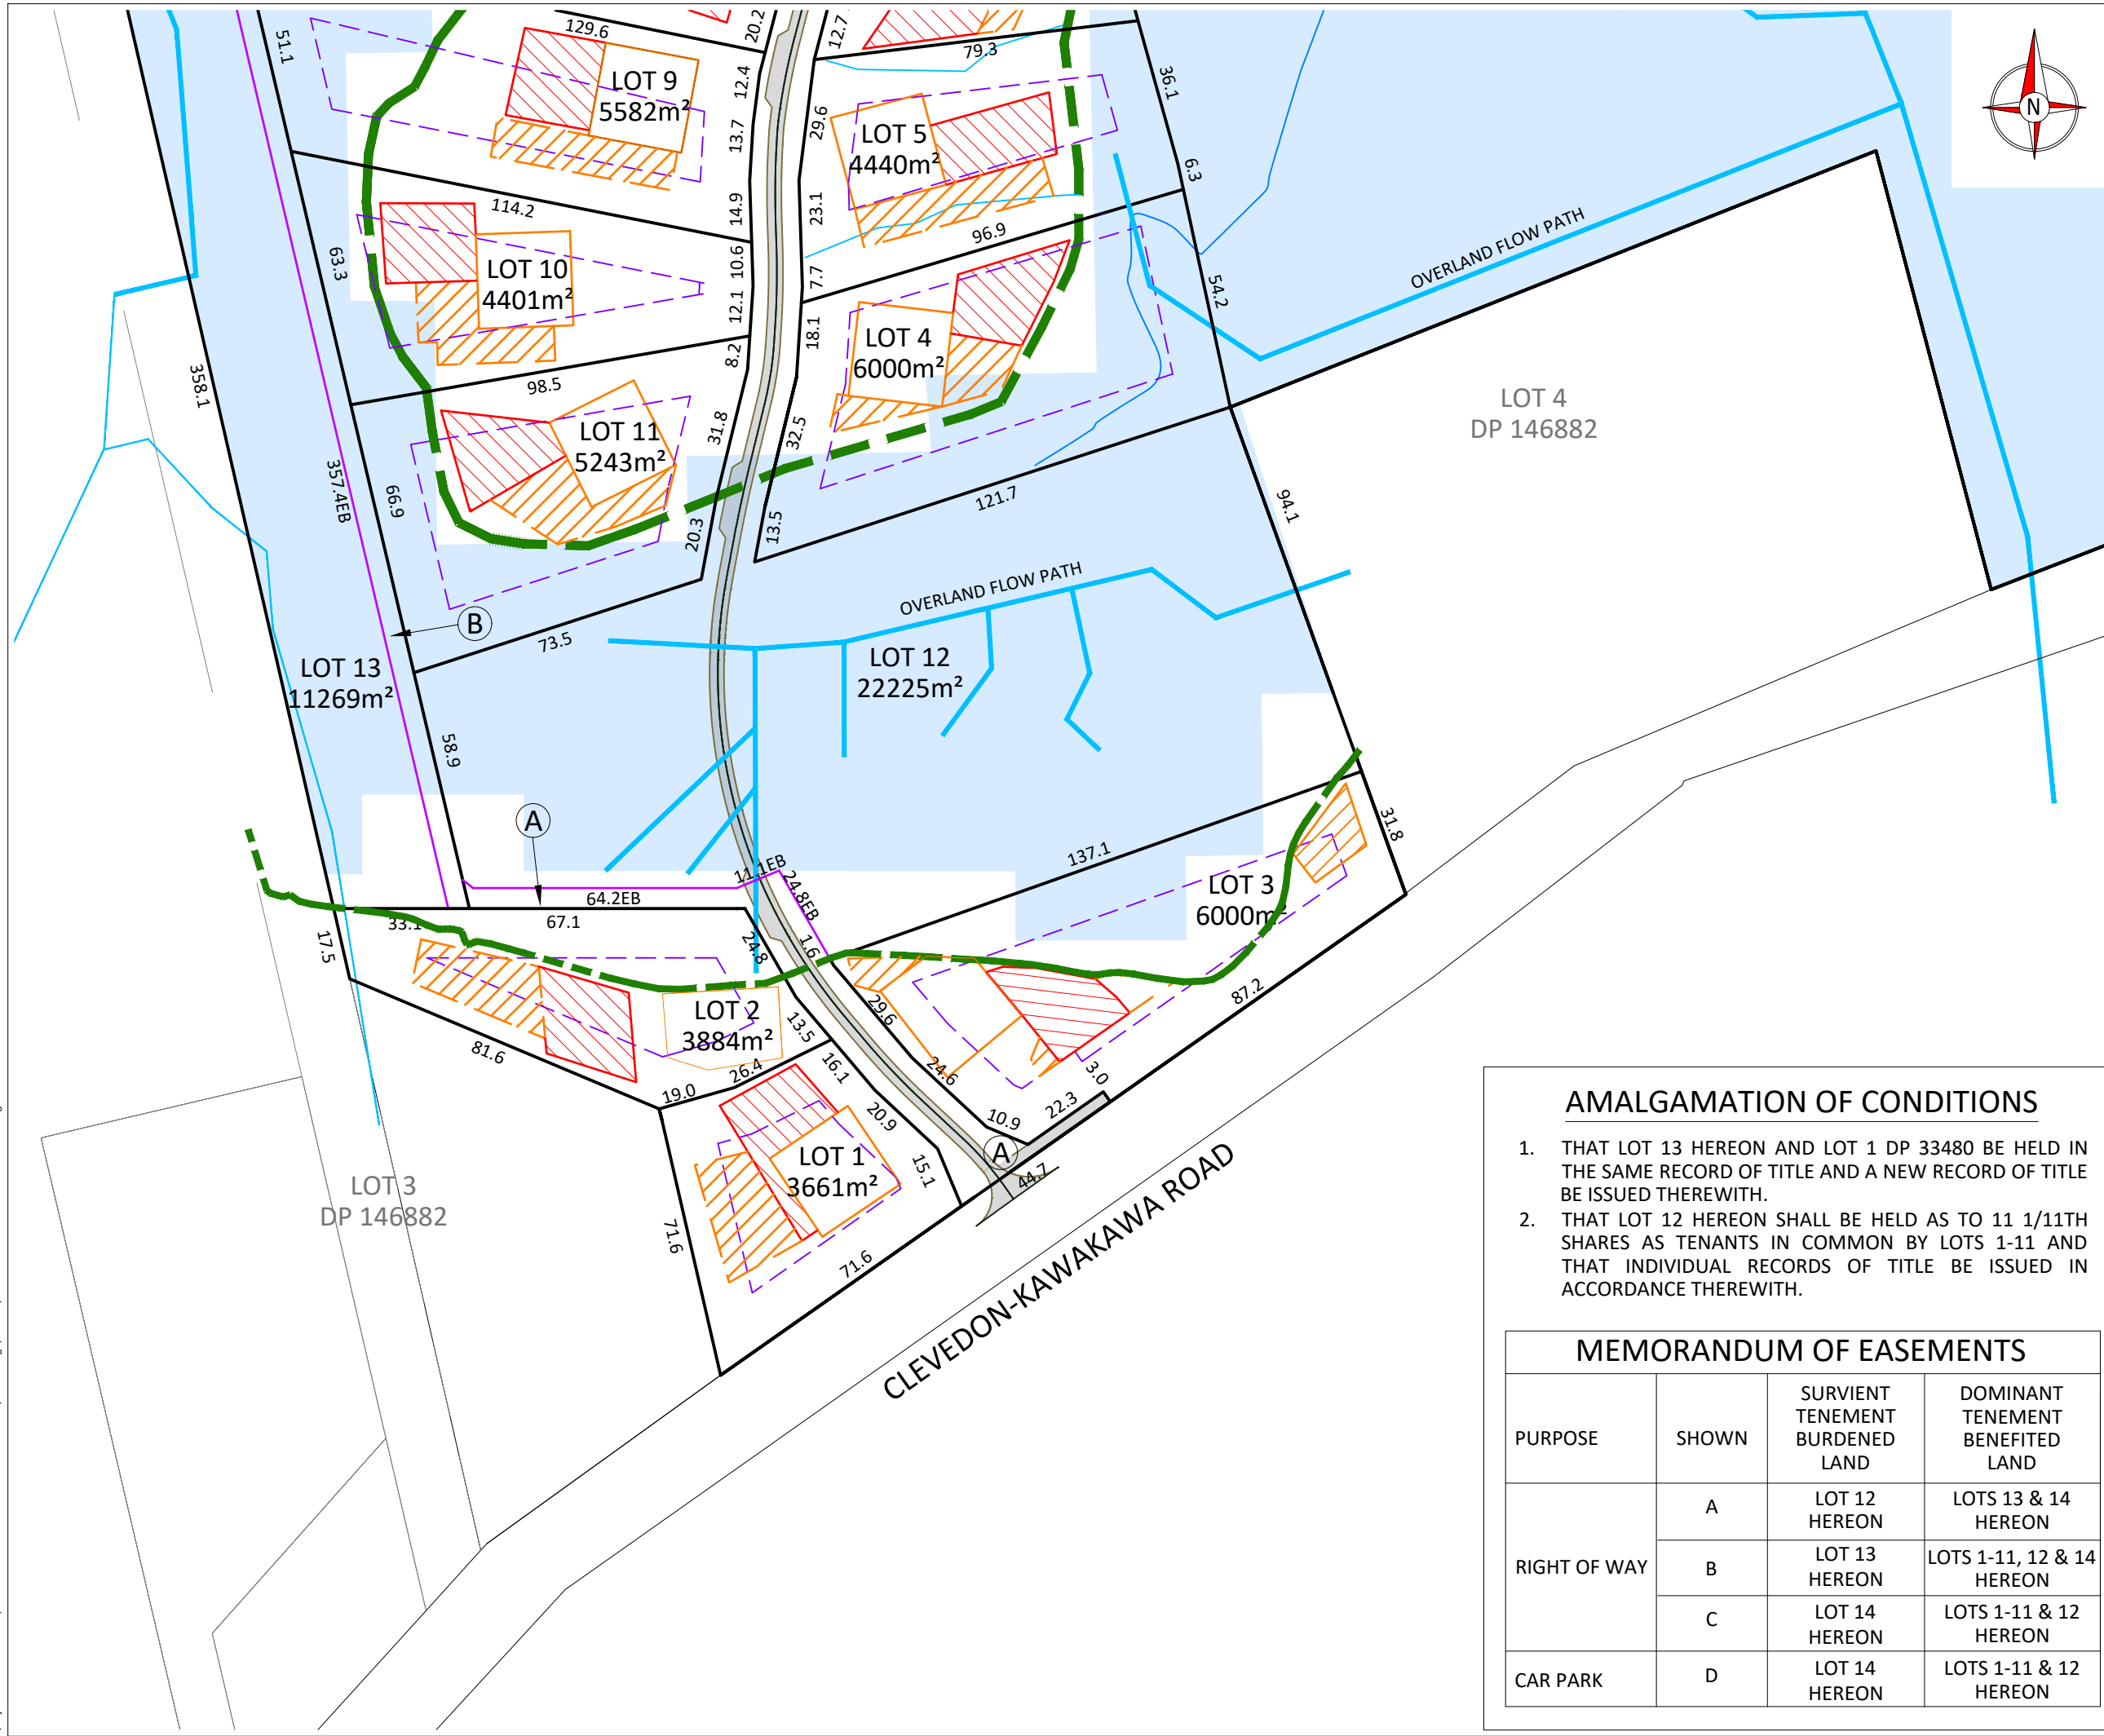 129.6
20.2
12.7
79.3
51.1
36.1
N
LOT 9
5582m²
12.4
13.7
29.6
LOT 5
4440m²
6.3
114.2
14.9
23.1
96.9
OVERLAND FLOW PATH
63.3
LOT 10
4401m²
10.6
12.1
7.7
18.1
54.2
8.2
LOT 4
6000m²
358.1
98.5
LOT 4
DP 146882
LOT 11
5243m²
31.8
32.5
357.4EB
66.9
121.7
94.1
20.3
13.5
OVERLAND FLOW PATH
B
73.5
LOT 13
11269m²
LOT 12
22225m²
58.9
A
31.8
137.1
11.1EB
24.8EB
64.2EB
LOT 3
6000m²
33.1
67.1
17.5
24.8
1.6
87.2
29.6
LOT 2
3884m²
13.5
81.6
26.4
16.1
24.6
3.0
19.0
20.9
10.9
22.3
A
LOT 1
3661m²
15.1
44.7
LOT 3
DP 146882
71.6
71.6
CLEVEDON-KAWAKAWA ROAD
AMALGAMATION OF CONDITIONS
1. THAT LOT 13 HEREON AND LOT 1 DP 33480 BE HELD IN
THE SAME RECORD OF TITLE AND A NEW RECORD OF TITLE
BE ISSUED THEREWITH.
2. THAT LOT 12 HEREON SHALL BE HELD AS TO 11 1/11TH
SHARES AS TENANTS IN COMMON BY LOTS 1-11 AND
THAT INDIVIDUAL RECORDS OF TITLE BE ISSUED IN
ACCORDANCE THEREWITH.
MEMORANDUM OF EASEMENTS
PURPOSE
SHOWN
SURVIENT
TENEMENT
BURDENED
LAND
DOMINANT
TENEMENT
BENEFITED
LAND
RIGHT OF WAY
A
LOT 12
HEREON
LOTS 13 & 14
HEREON
B
LOT 13
HEREON
LOTS 1-11, 12 & 14
HEREON
C
LOT 14
HEREON
LOTS 1-11 & 12
HEREON
CAR PARK
D
LOT 14
HEREON
LOTS 1-11 & 12
HEREON